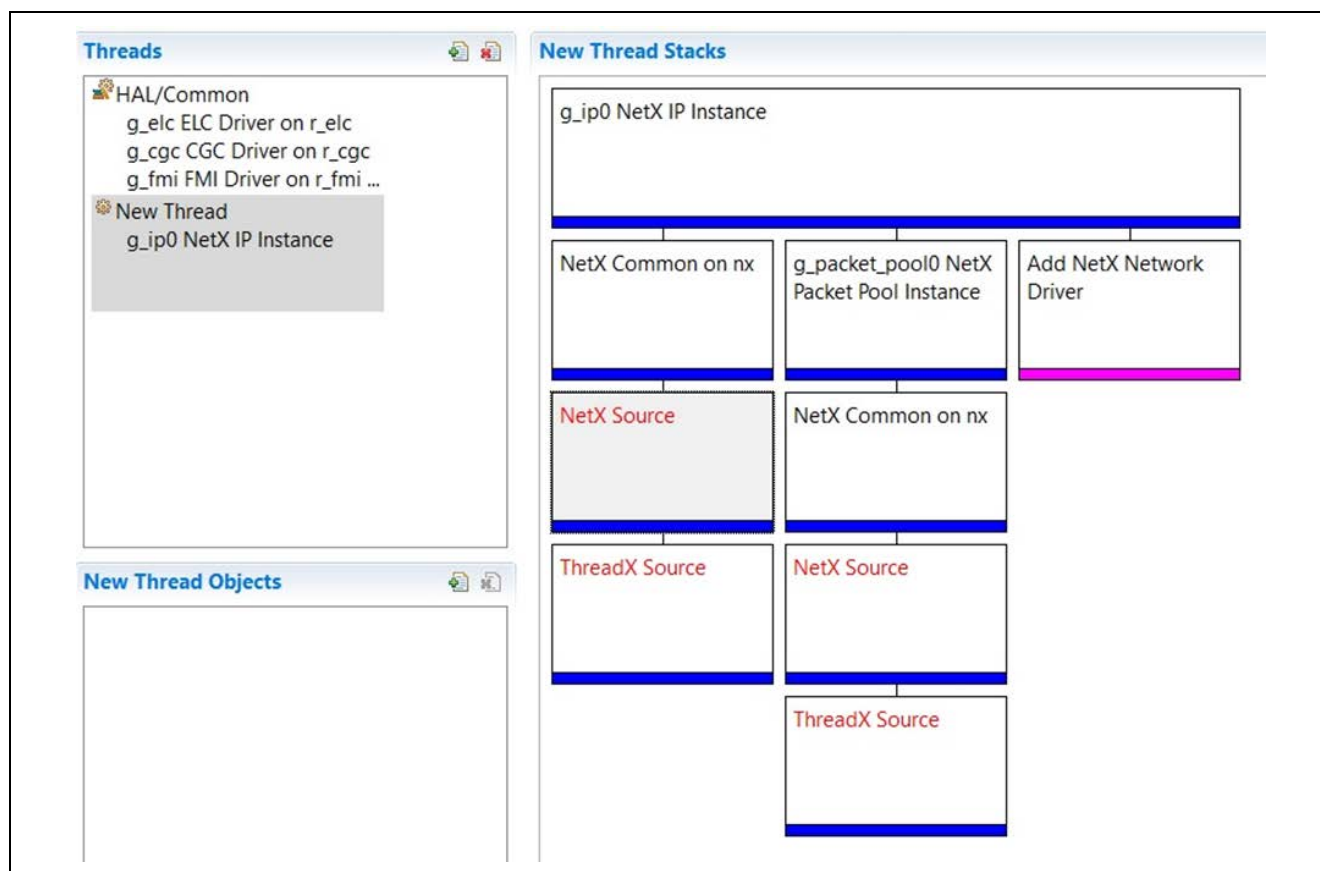 Threads
HAL/Common
g_elc ELC Driver on r_elc
g_cgc CGC Driver on r_cgc
g_fmi FMI Driver on r_fmi ...
New Thread
g_ip0 NetX IP Instance
New Thread Objects
New Thread Stacks
g_ip0 NetX IP Instance
NetX Common on nx
g_packet_pool0 NetX
Packet Pool Instance
Add NetX Network
Driver
NetX Source
NetX Common on nx
ThreadX Source
NetX Source
ThreadX Source